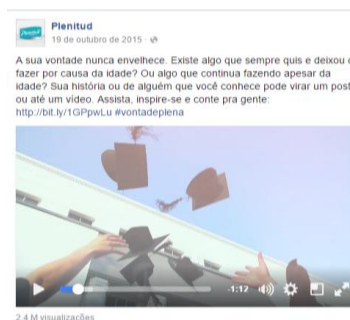 Plenitud
19 de outubro de 2015
A sua vontade nunca envelhece. Existe algo que sempre quis e deixou
fazer por causa da idade? Ou algo que continua fazendo apesar da
idade? Sua história ou de alguém que você conhece pode virar um post
ou até um vídeo. Assista, inspire-se e conte pra gente:
http://bit.ly/1GPpwLu #vontadeplena
-1:12
2,4 M visualizações